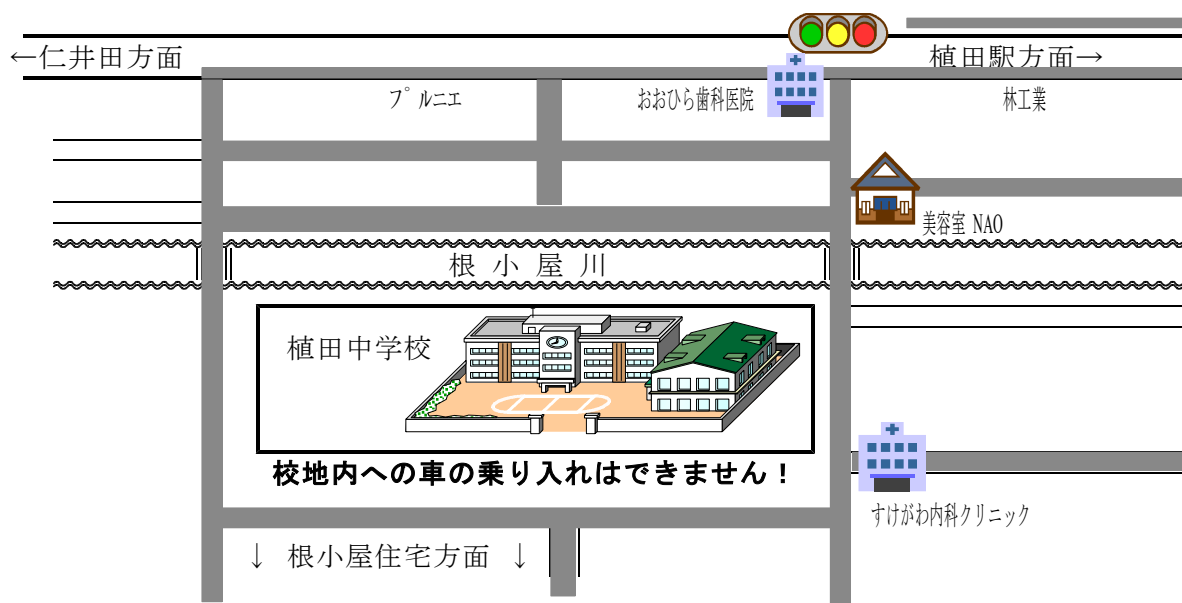 ←仁井田方面
植田駅方面→
プルニエ
おおひら歯科医院
林工業
美容室 NAO
根小屋川
植田中学校
校地内への車の乗り入れはできません!
すけがわ内科クリニック
↓ 根小屋住宅方面 ↓